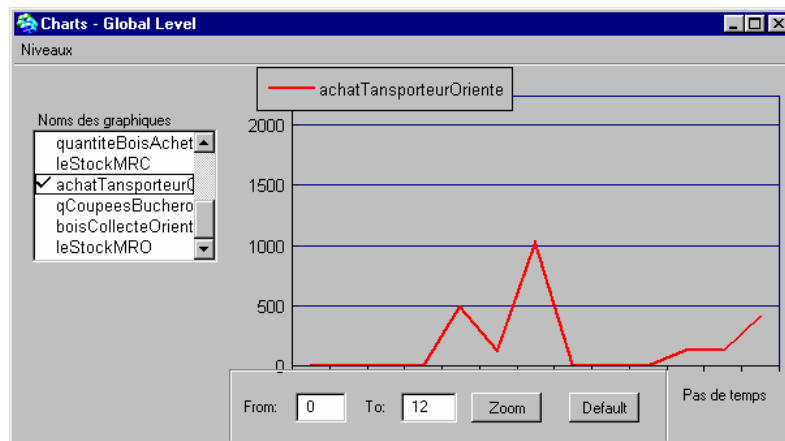 Charts - Global Level
Niveaux
achatTansporteurOriente
Noms des graphiques
quantiteBoisAchet
leStockMRC
achatTansporteurO
qCoupeesBuchero
boisCollecteOrient
leStockMRO
2000
1500
1000
500
0
From: 0 To: 12 Zoom Default
Pas de temps